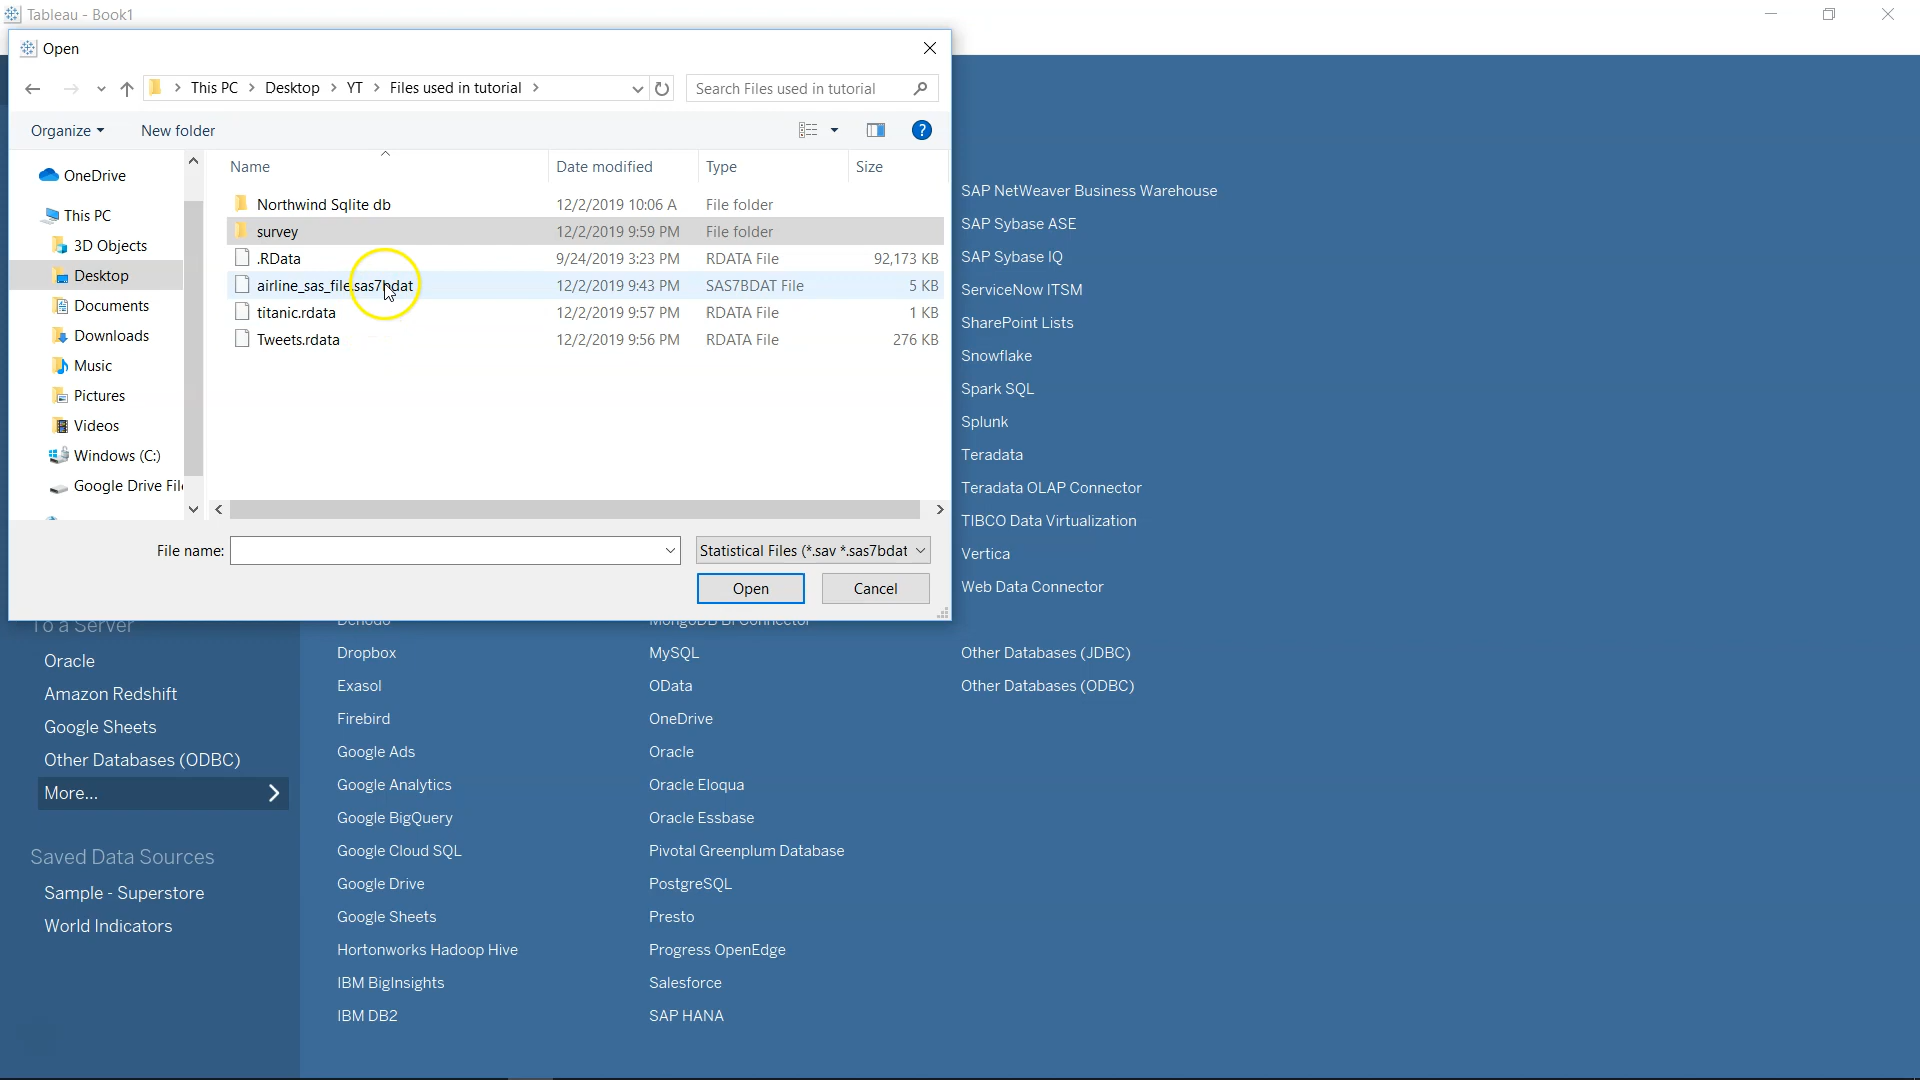 Tableau - Book1
Open
This PC > Desktop > YT > Files used in tutorial >
Search Files used in tutorial
Organize
New folder
Name
Date modified
Type
Size
OneDrive
This PC
3D Objects
Desktop
Documents
Downloads
Music
Pictures
Videos
Windows (C:)
Google Drive Fil
Northwind Sqlite db 12/2/2019 10:06 A File folder
survey 12/2/2019 9:59 PM File folder
.RData 9/24/2019 3:23 PM RDATA File 92,173 KB
airline_sas_file.sas7bdat 12/2/2019 9:43 PM SAS7BDAT File 5 KB
titanic.rdata 12/2/2019 9:57 PM RDATA File 1 KB
Tweets.rdata 12/2/2019 9:56 PM RDATA File 276 KB
File name:
Statistical Files (*.sav *.sas7bdat
Open
Cancel
To a Server
Oracle
Amazon Redshift
Google Sheets
Other Databases (ODBC)
More...
Saved Data Sources
Sample - Superstore
World Indicators
Denodo
Dropbox
Exasol
Firebird
Google Ads
Google Analytics
Google BigQuery
Google Cloud SQL
Google Drive
Google Sheets
Hortonworks Hadoop Hive
IBM BigInsights
IBM DB2
MongoDB BI Connector
MySQL
OData
OneDrive
Oracle
Oracle Eloqua
Oracle Essbase
Pivotal Greenplum Database
PostgreSQL
Presto
Progress OpenEdge
Salesforce
SAP HANA
SAP NetWeaver Business Warehouse
SAP Sybase ASE
SAP Sybase IQ
ServiceNow ITSM
SharePoint Lists
Snowflake
Spark SQL
Splunk
Teradata
Teradata OLAP Connector
TIBCO Data Virtualization
Vertica
Web Data Connector
Other Databases (JDBC)
Other Databases (ODBC)